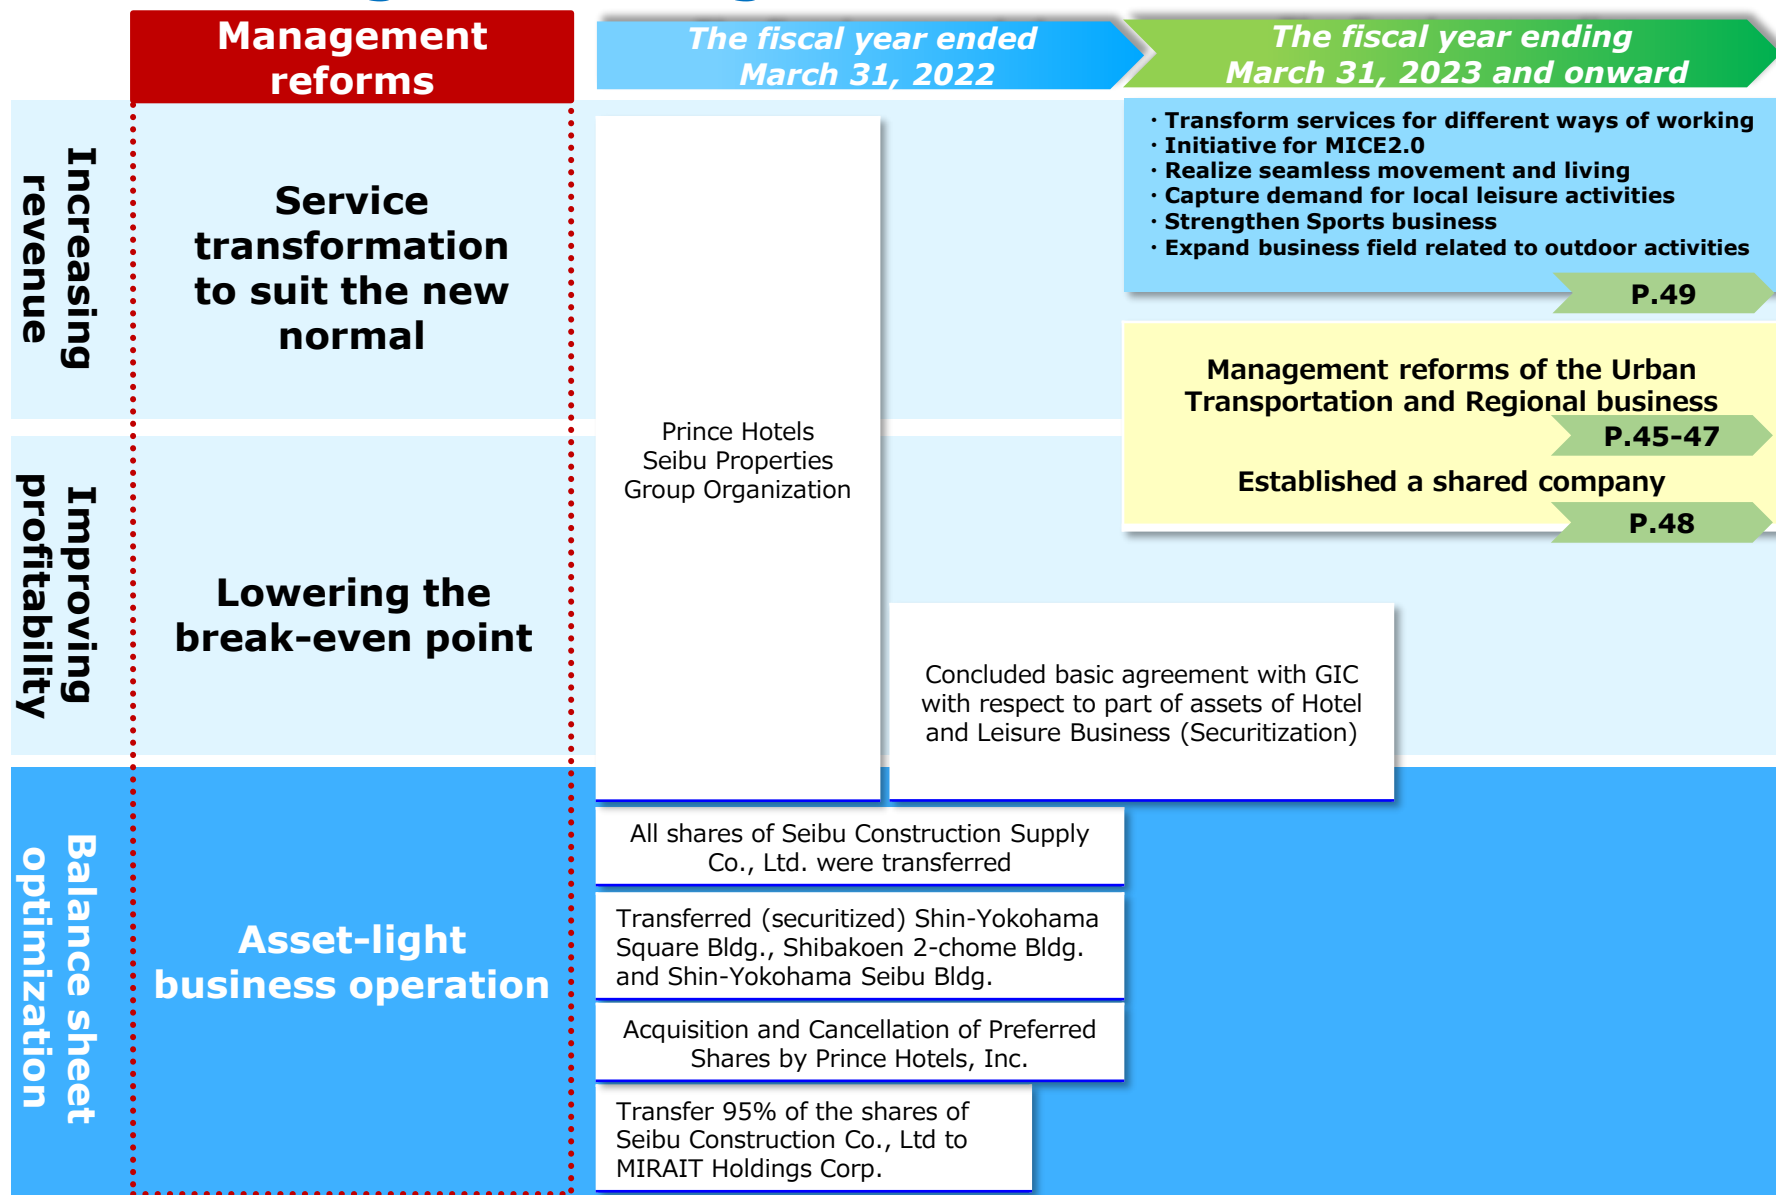 Management
reforms
The fiscal year ended
March 31, 2022
The fiscal year ending
March 31, 2023 and onward
Increasing
revenue
Service
transformation
to suit the new
normal
・Transform services for different ways of working
・Initiative for MICE2.0
・Realize seamless movement and living
・Capture demand for local leisure activities
・Strengthen Sports business
・Expand business field related to outdoor activities
P.49
Management reforms of the Urban
Transportation and Regional business
P.45-47
Established a shared company
P.48
Prince Hotels
Seibu Properties
Group Organization
Improving
profitability
Lowering the
break-even point
Concluded basic agreement with GIC
with respect to part of assets of Hotel
and Leisure Business (Securitization)
Balance sheet
optimization
Asset-light
business operation
All shares of Seibu Construction Supply
Co., Ltd. were transferred
Transferred (securitized) Shin-Yokohama
Square Bldg., Shibakoen 2-chome Bldg.
and Shin-Yokohama Seibu Bldg.
Acquisition and Cancellation of Preferred
Shares by Prince Hotels, Inc.
Transfer 95% of the shares of
Seibu Construction Co., Ltd to
MIRAIT Holdings Corp.